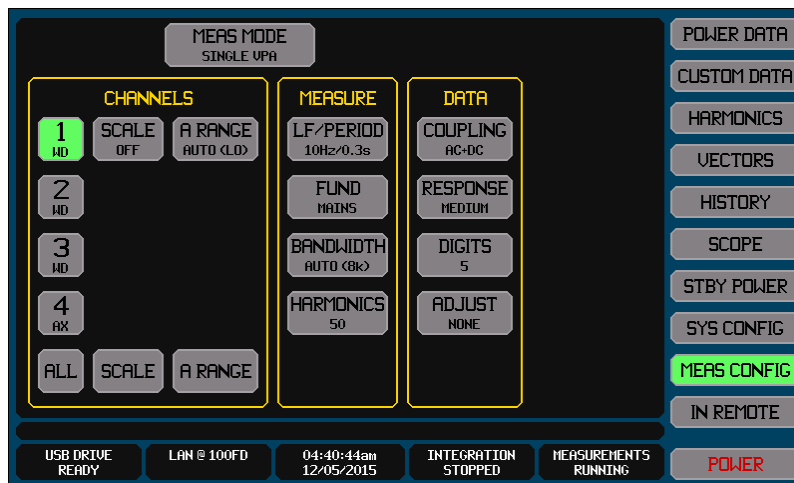 MEAS MODE
SINGLE VPA
CHANNELS
MEASURE
DATA
1
WD
SCALE
OFF
A RANGE
AUTO (LO)
LF/PERIOD
10Hz/0.3s
COUPLING
AC+DC
2
WD
FUND
MAINS
RESPONSE
MEDIUM
3
WD
BANDWIDTH
AUTO (8k)
DIGITS
5
4
AX
HARMONICS
50
ADJUST
NONE
ALL
SCALE
A RANGE
POWER DATA
CUSTOM DATA
HARMONICS
VECTORS
HISTORY
SCOPE
STBY POWER
SYS CONFIG
MEAS CONFIG
IN REMOTE
POWER
USB DRIVE
READY
LAN @ 100FD
04:40:44am
12/05/2015
INTEGRATION
STOPPED
MEASUREMENTS
RUNNING